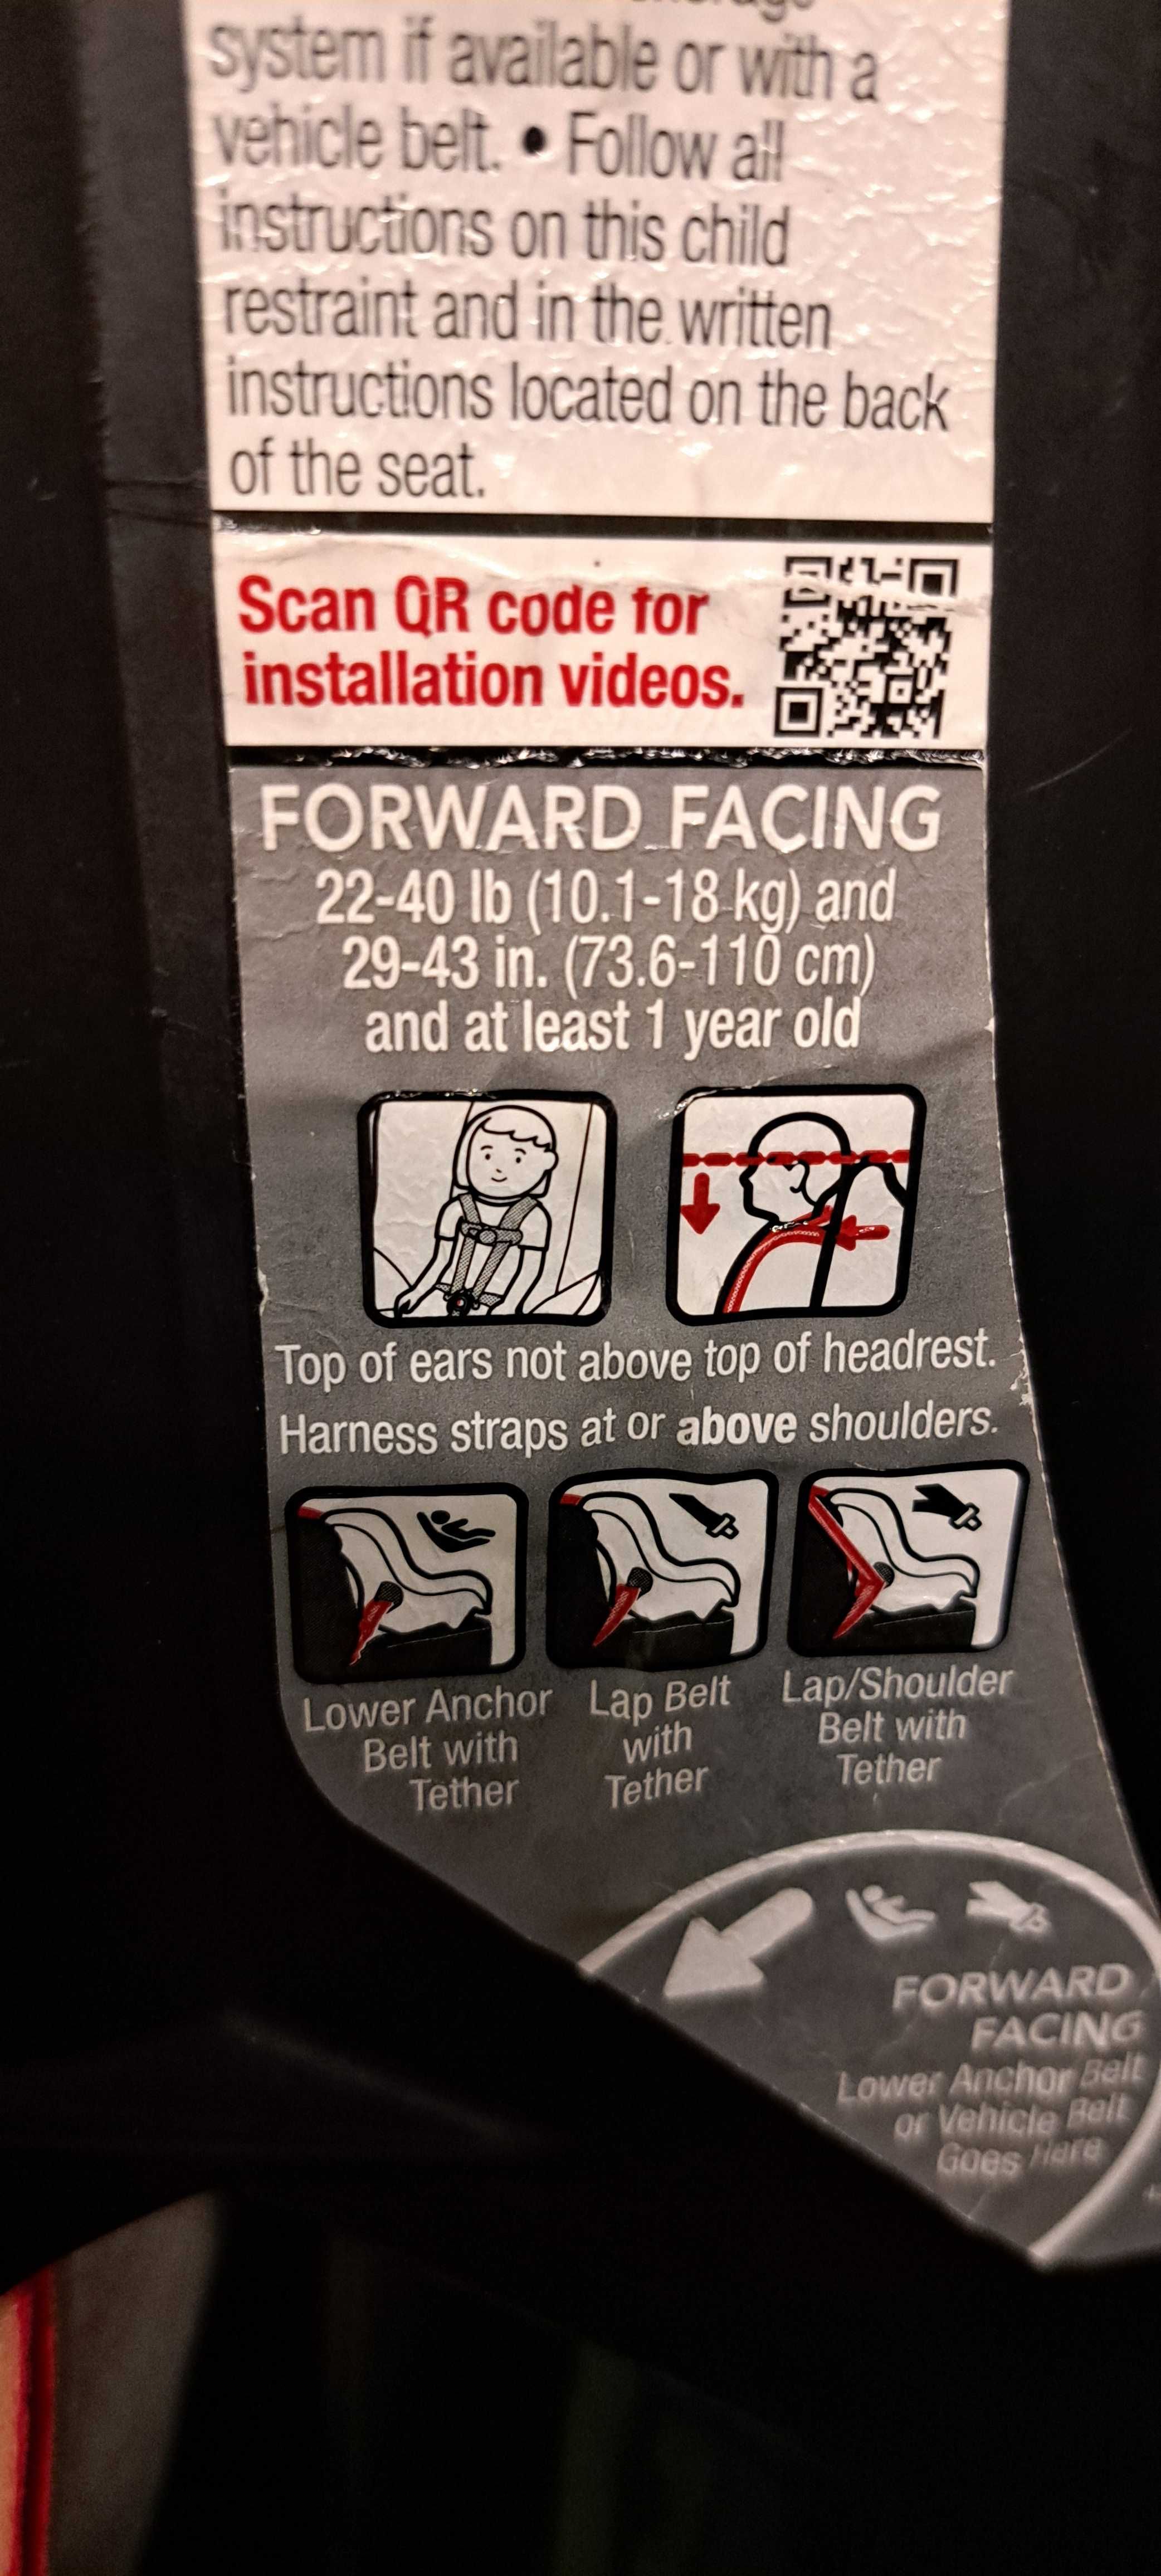 system if available or with a
vehicle belt. • Follow all
instructions on this child
restraint and in the written
instructions located on the back
of the seat.
Scan QR code for
installation videos.
FORWARD FACING
22-40 lb (10.1-18 kg) and
29-43 in. (73.6-110 cm)
and at least 1 year old
Top of ears not above top of headrest.
Harness straps at or above shoulders.
Lower Anchor
Belt with
Tether
Lap Belt
with
Tether
Lap/Shoulder
Belt with
Tether
FORWARD
FACING
Lower Anchor Belt
or Vehicle Belt
Goes Here